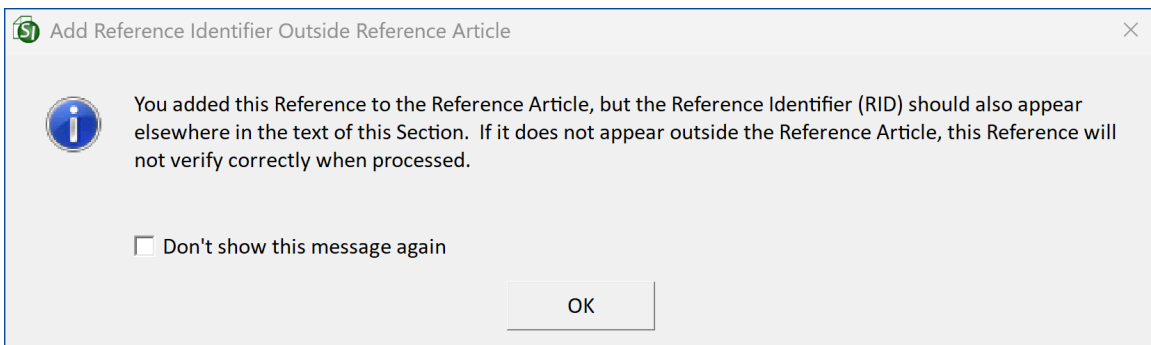 SI Add Reference Identifier Outside Reference Article
You added this Reference to the Reference Article, but the Reference Identifier (RID) should also appear
elsewhere in the text of this Section.  If it does not appear outside the Reference Article, this Reference will
not verify correctly when processed.
Don't show this message again
OK